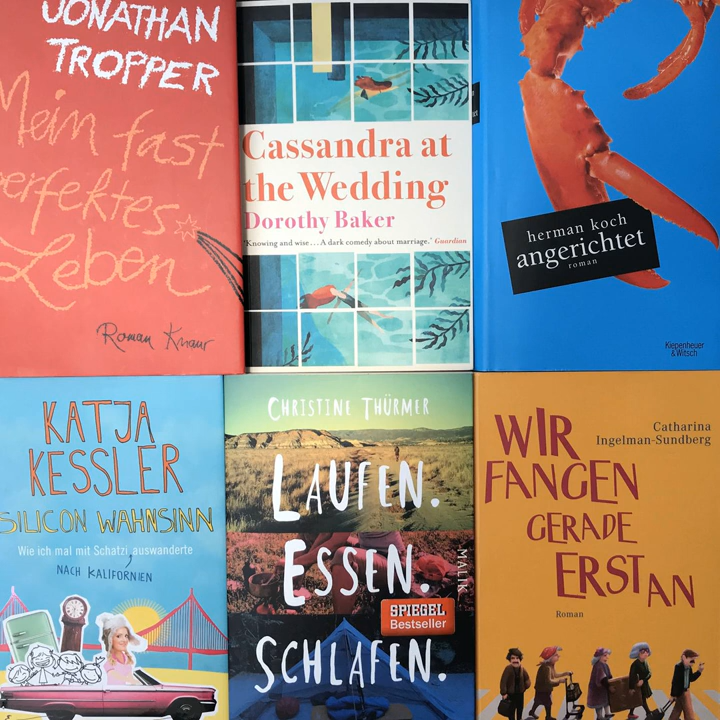 JONATHAN
TROPPER
Mein fast
perfektes
Leben
Roman Knaur
Cassandra at
the Wedding
Dorothy Baker
'Knowing and wise . . . A dark comedy about marriage.' Guardian
herman koch
angerichtet
roman
Kiepenheuer
& Witsch
KATJA
KESSLER
SILICON WAHNSINN
Wie ich mal mit Schatzi auswanderte
NACH KALIFORNIEN
CHRISTINE THÜRMER
LAUFEN.
ESSEN.
SCHLAFEN.
MALIK
SPIEGEL
Bestseller
Catharina
Ingelman-Sundberg
WIR
FANGEN
GERADE
ERST AN
Roman